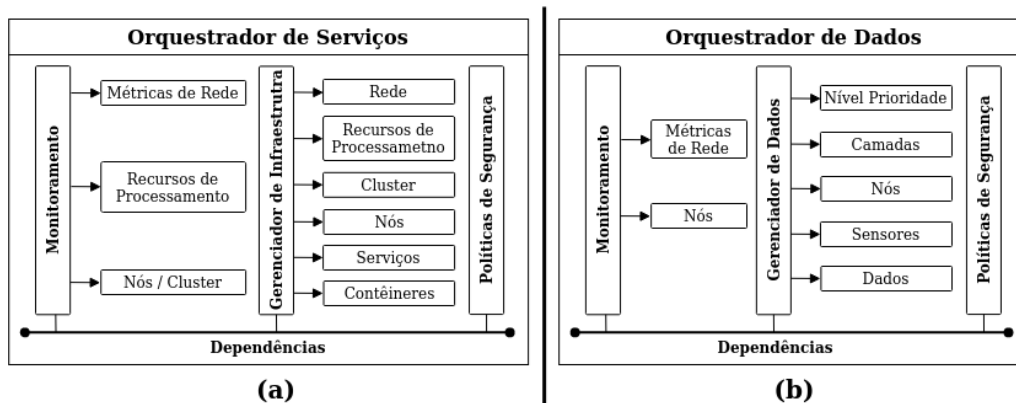 Orquestrador de Serviços
Monitoramento
Métricas de Rede
Recursos de
Processamento
Nós / Cluster
Gerenciador de Infraestrutra
Rede
Recursos de
Processametno
Cluster
Nós
Serviços
Contêineres
Políticas de Segurança
Dependências
(a)
Orquestrador de Dados
Monitoramento
Métricas
de Rede
Nós
Gerenciador de Dados
Nível Prioridade
Camadas
Nós
Sensores
Dados
Políticas de Segurança
Dependências
(b)